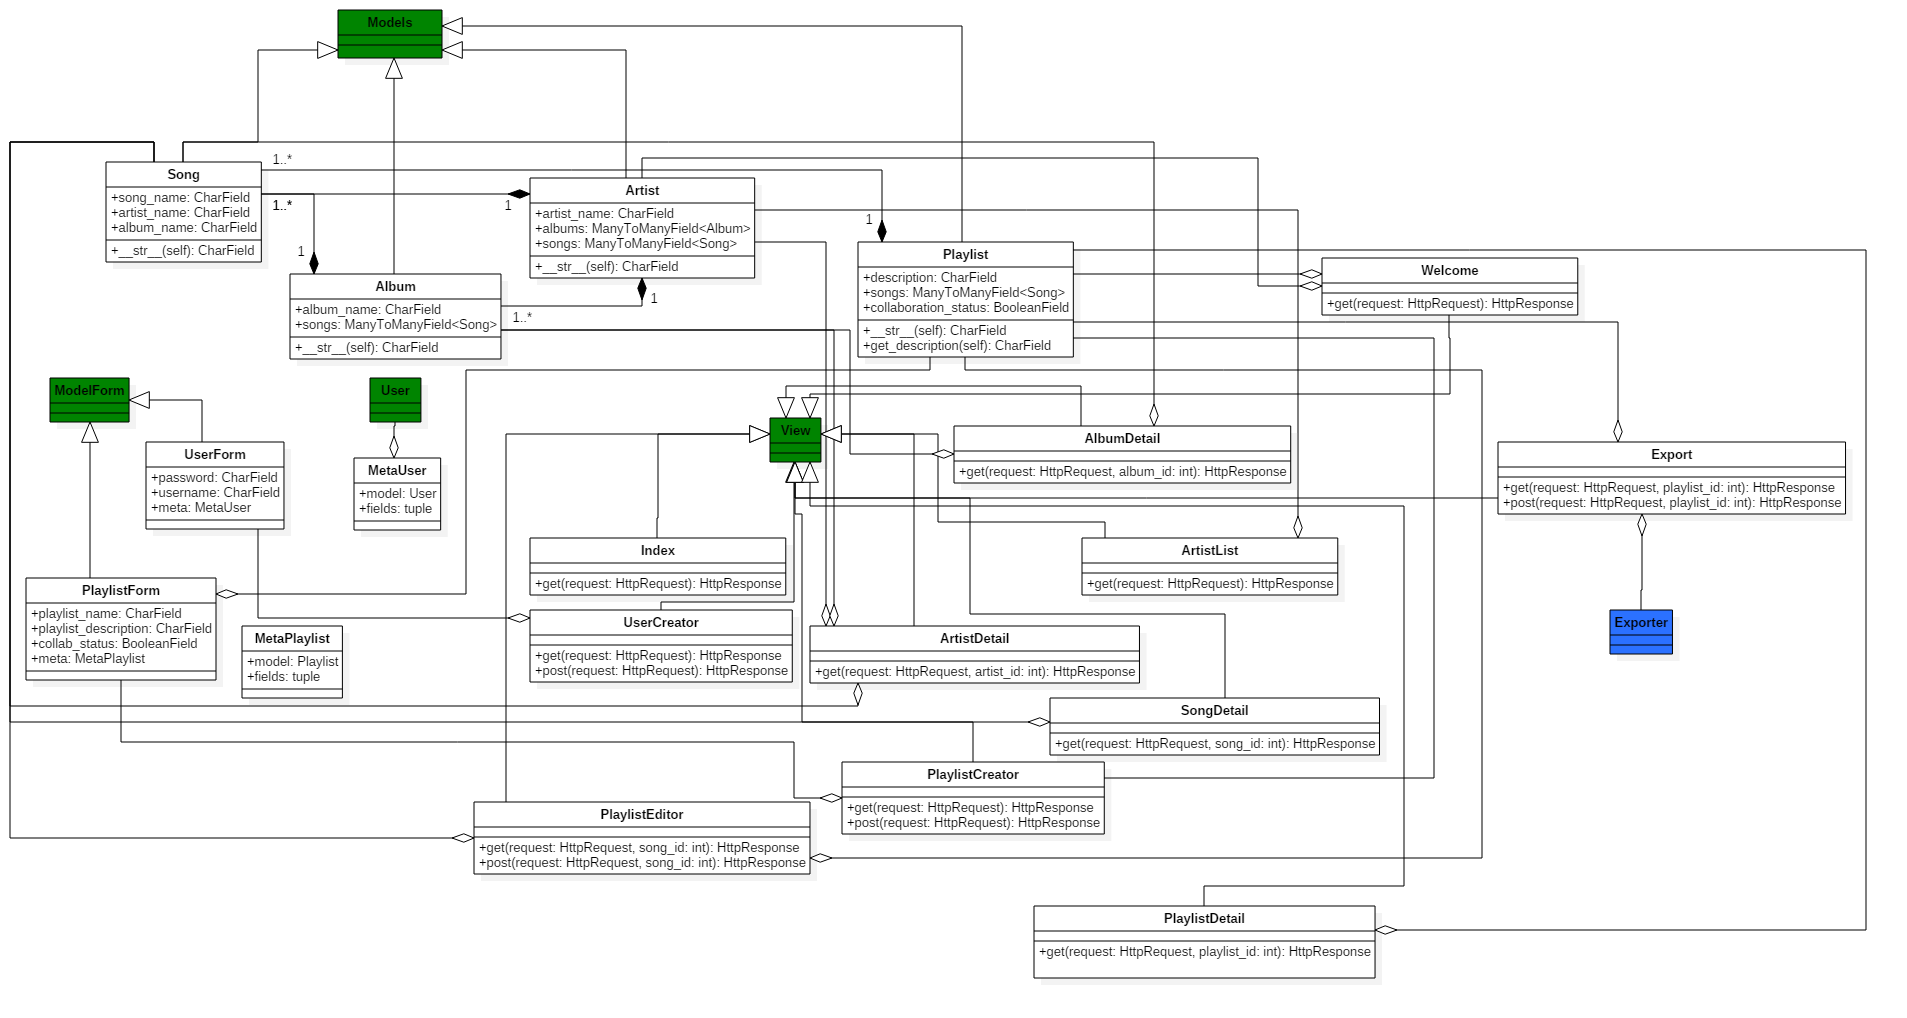 Models
1..*
Song
+song_name: CharField
+artist_name: CharField
+album_name: CharField
+__str__(self): CharField
1..*
1
Artist
+artist_name: CharField
+albums: ManyToManyField<Album>
+songs: ManyToManyField<Song>
+__str__(self): CharField
1
1
1
1..*
Album
+album_name: CharField
+songs: ManyToManyField<Song>
+__str__(self): CharField
Playlist
+description: CharField
+songs: ManyToManyField<Song>
+collaboration_status: BooleanField
+__str__(self): CharField
+get_description(self): CharField
Welcome
+get(request: HttpRequest): HttpResponse
ModelForm
User
View
UserForm
+password: CharField
+username: CharField
+meta: MetaUser
MetaUser
+model: User
+fields: tuple
AlbumDetail
+get(request: HttpRequest, album_id: int): HttpResponse
Export
+get(request: HttpRequest, playlist_id: int): HttpResponse
+post(request: HttpRequest, playlist_id: int): HttpResponse
Index
+get(request: HttpRequest): HttpResponse
ArtistList
+get(request: HttpRequest): HttpResponse
PlaylistForm
+playlist_name: CharField
+playlist_description: CharField
+collab_status: BooleanField
+meta: MetaPlaylist
MetaPlaylist
+model: Playlist
+fields: tuple
UserCreator
+get(request: HttpRequest): HttpResponse
+post(request: HttpRequest): HttpResponse
ArtistDetail
+get(request: HttpRequest, artist_id: int): HttpResponse
Exporter
SongDetail
+get(request: HttpRequest, song_id: int): HttpResponse
PlaylistCreator
+get(request: HttpRequest): HttpResponse
+post(request: HttpRequest): HttpResponse
PlaylistEditor
+get(request: HttpRequest, song_id: int): HttpResponse
+post(request: HttpRequest, song_id: int): HttpResponse
PlaylistDetail
+get(request: HttpRequest, playlist_id: int): HttpResponse